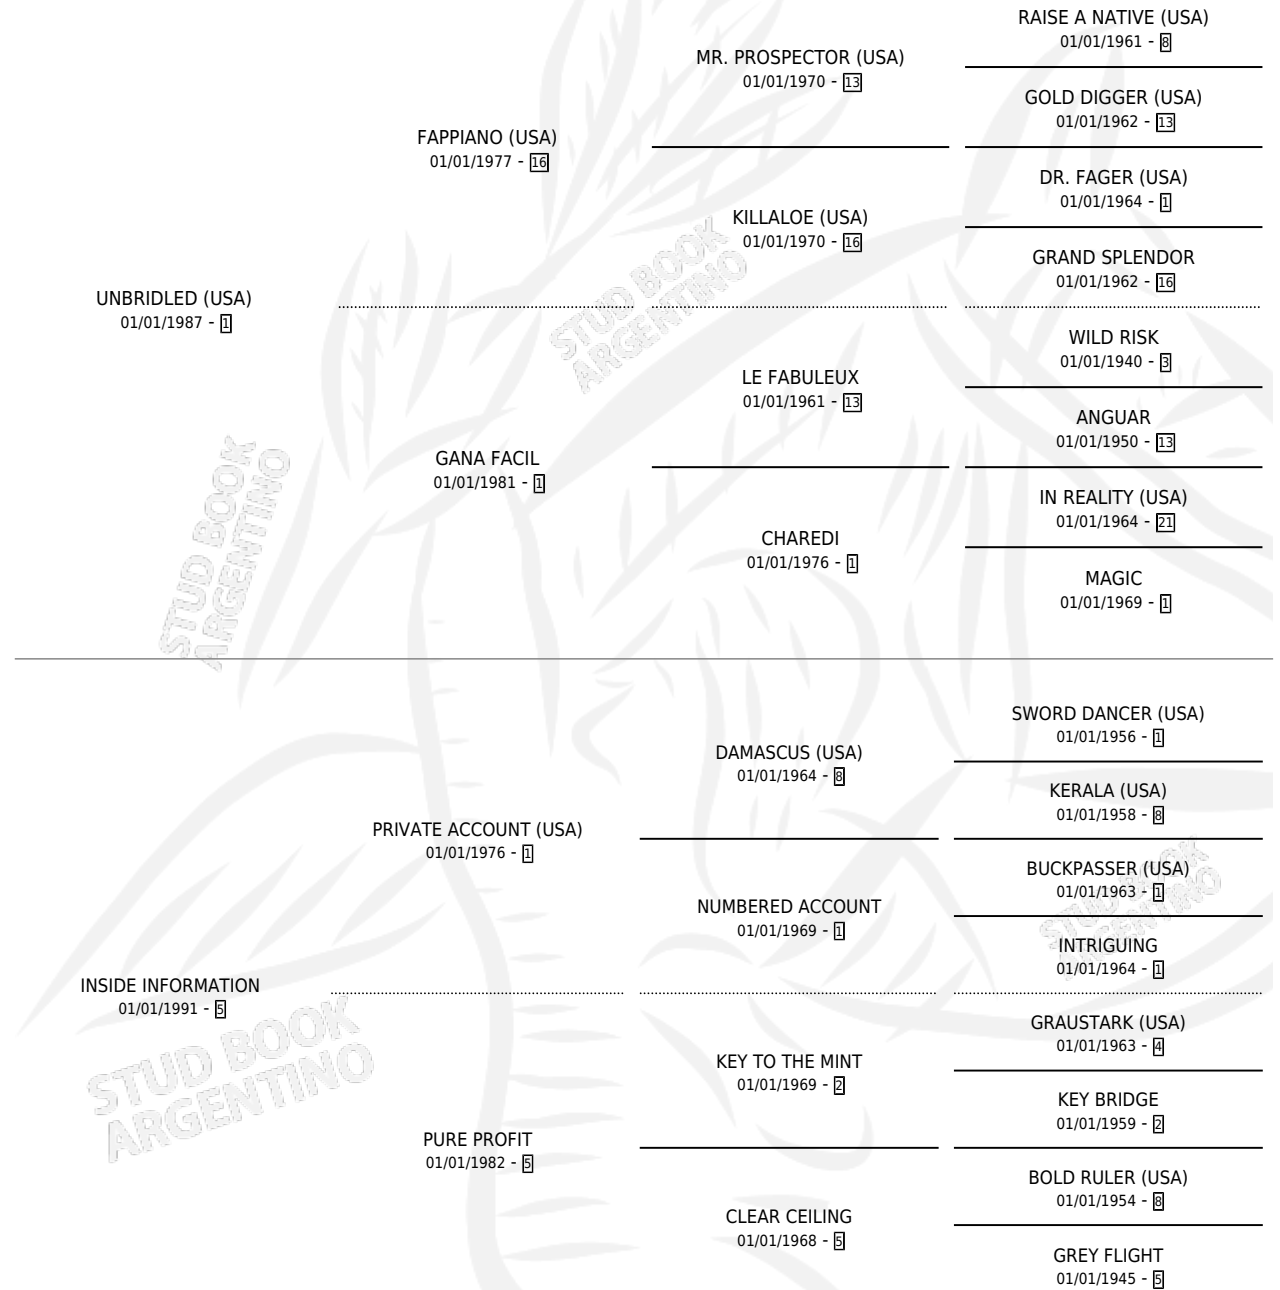 RAISE A NATIVE (USA)
01/01/1961 - 8
MR. PROSPECTOR (USA)
01/01/1970 - 13
GOLD DIGGER (USA)
01/01/1962 - 13
FAPPIANO (USA)
01/01/1977 - 16
DR. FAGER (USA)
01/01/1964 - 1
KILLALOE (USA)
01/01/1970 - 16
GRAND SPLENDOR
01/01/1962 - 16
UNBRIDLED (USA)
01/01/1987 - 1
WILD RISK
01/01/1940 - 3
LE FABULEUX
01/01/1961 - 13
ANGUAR
01/01/1950 - 13
GANA FACIL
01/01/1981 - 1
IN REALITY (USA)
01/01/1964 - 21
CHAREDI
01/01/1976 - 1
MAGIC
01/01/1969 - 1
SWORD DANCER (USA)
01/01/1956 - 1
DAMASCUS (USA)
01/01/1964 - 8
KERALA (USA)
01/01/1958 - 8
PRIVATE ACCOUNT (USA)
01/01/1976 - 1
BUCKPASSER (USA)
01/01/1963 - 1
NUMBERED ACCOUNT
01/01/1969 - 1
INTRIGUING
01/01/1964 - 1
INSIDE INFORMATION
01/01/1991 - 5
GRAUSTARK (USA)
01/01/1963 - 4
KEY TO THE MINT
01/01/1969 - 2
KEY BRIDGE
01/01/1959 - 2
PURE PROFIT
01/01/1982 - 5
BOLD RULER (USA)
01/01/1954 - 8
CLEAR CEILING
01/01/1968 - 5
GREY FLIGHT
01/01/1945 - 5
STUD BOOK
ARGENTINO
STUD BOOK
ARGENTINO
STUD BOOK
ARGENTINO
STUD BOOK
ARGENTINO